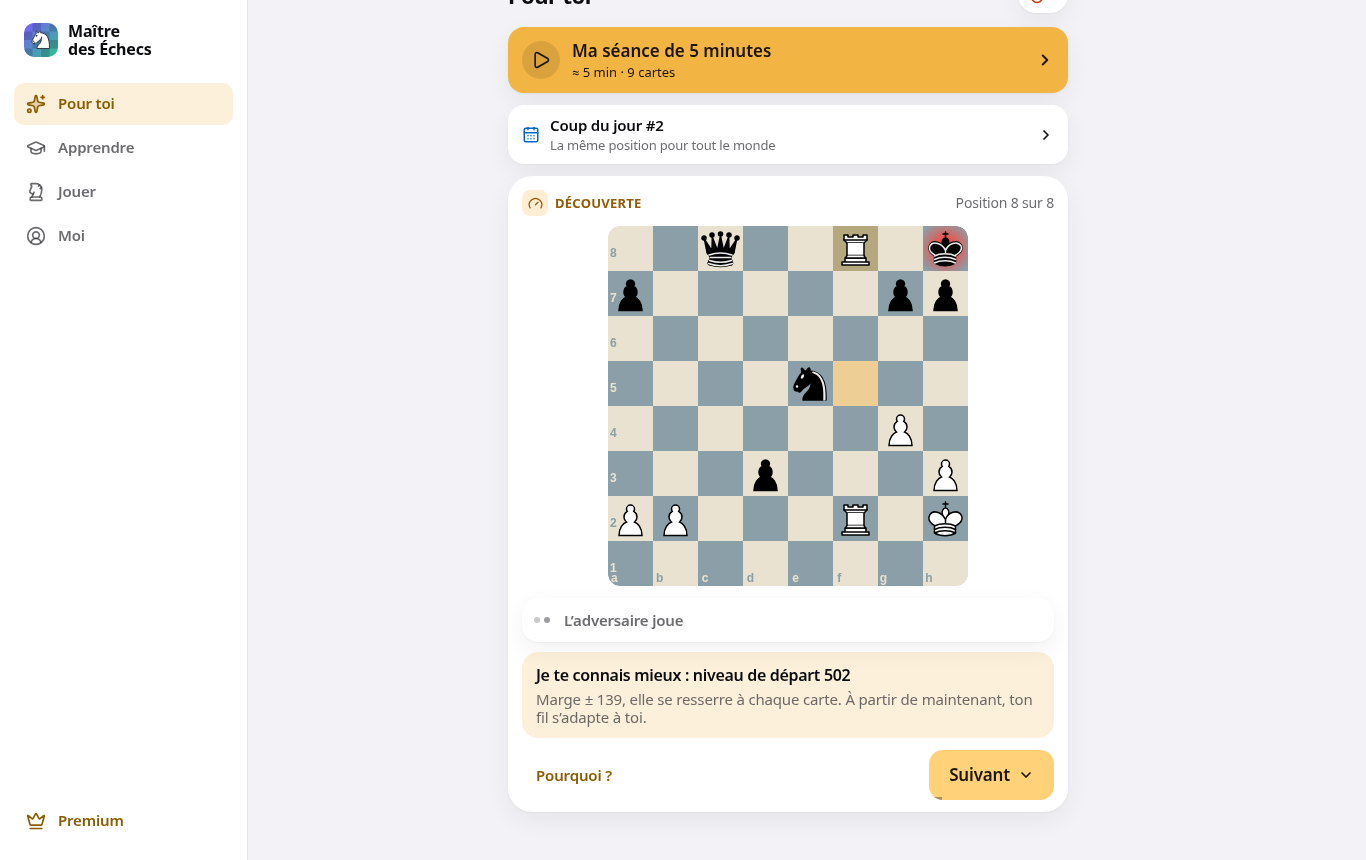 Maître
des Échecs
Pour toi
Apprendre
Jouer
Moi
Premium
Pour toi
Ma séance de 5 minutes
≈ 5 min · 9 cartes
Coup du jour #2
La même position pour tout le monde
DÉCOUVERTE
Position 8 sur 8
8
7
6
5
4
3
2
1
a b c d e f g h
L’adversaire joue
Je te connais mieux : niveau de départ 502
Marge ± 139, elle se resserre à chaque carte. À partir de maintenant, ton
fil s’adapte à toi.
Pourquoi ?
Suivant